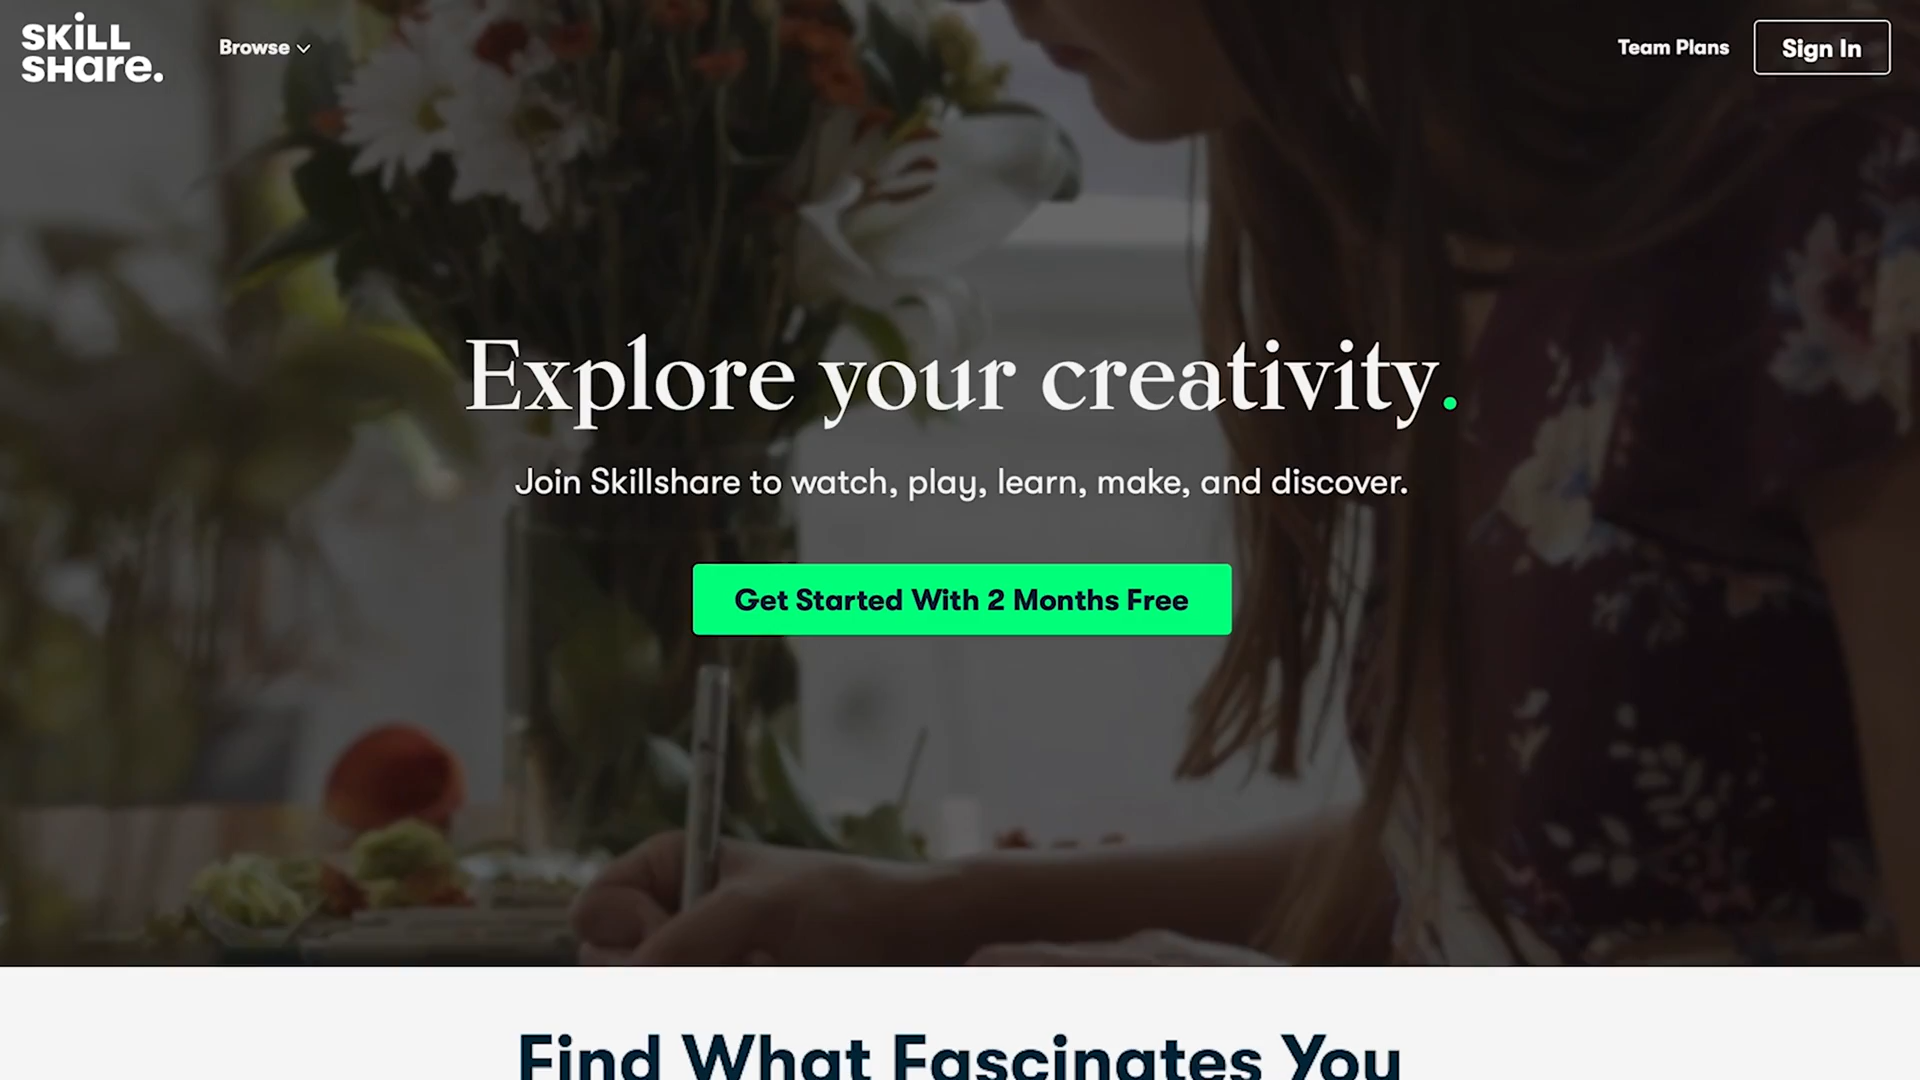 SKiLL
SHare.
Browse
Team Plans
Sign In
Explore your creativity.
Join Skillshare to watch, play, learn, make, and discover.
Get Started With 2 Months Free
Find What Fascinates You